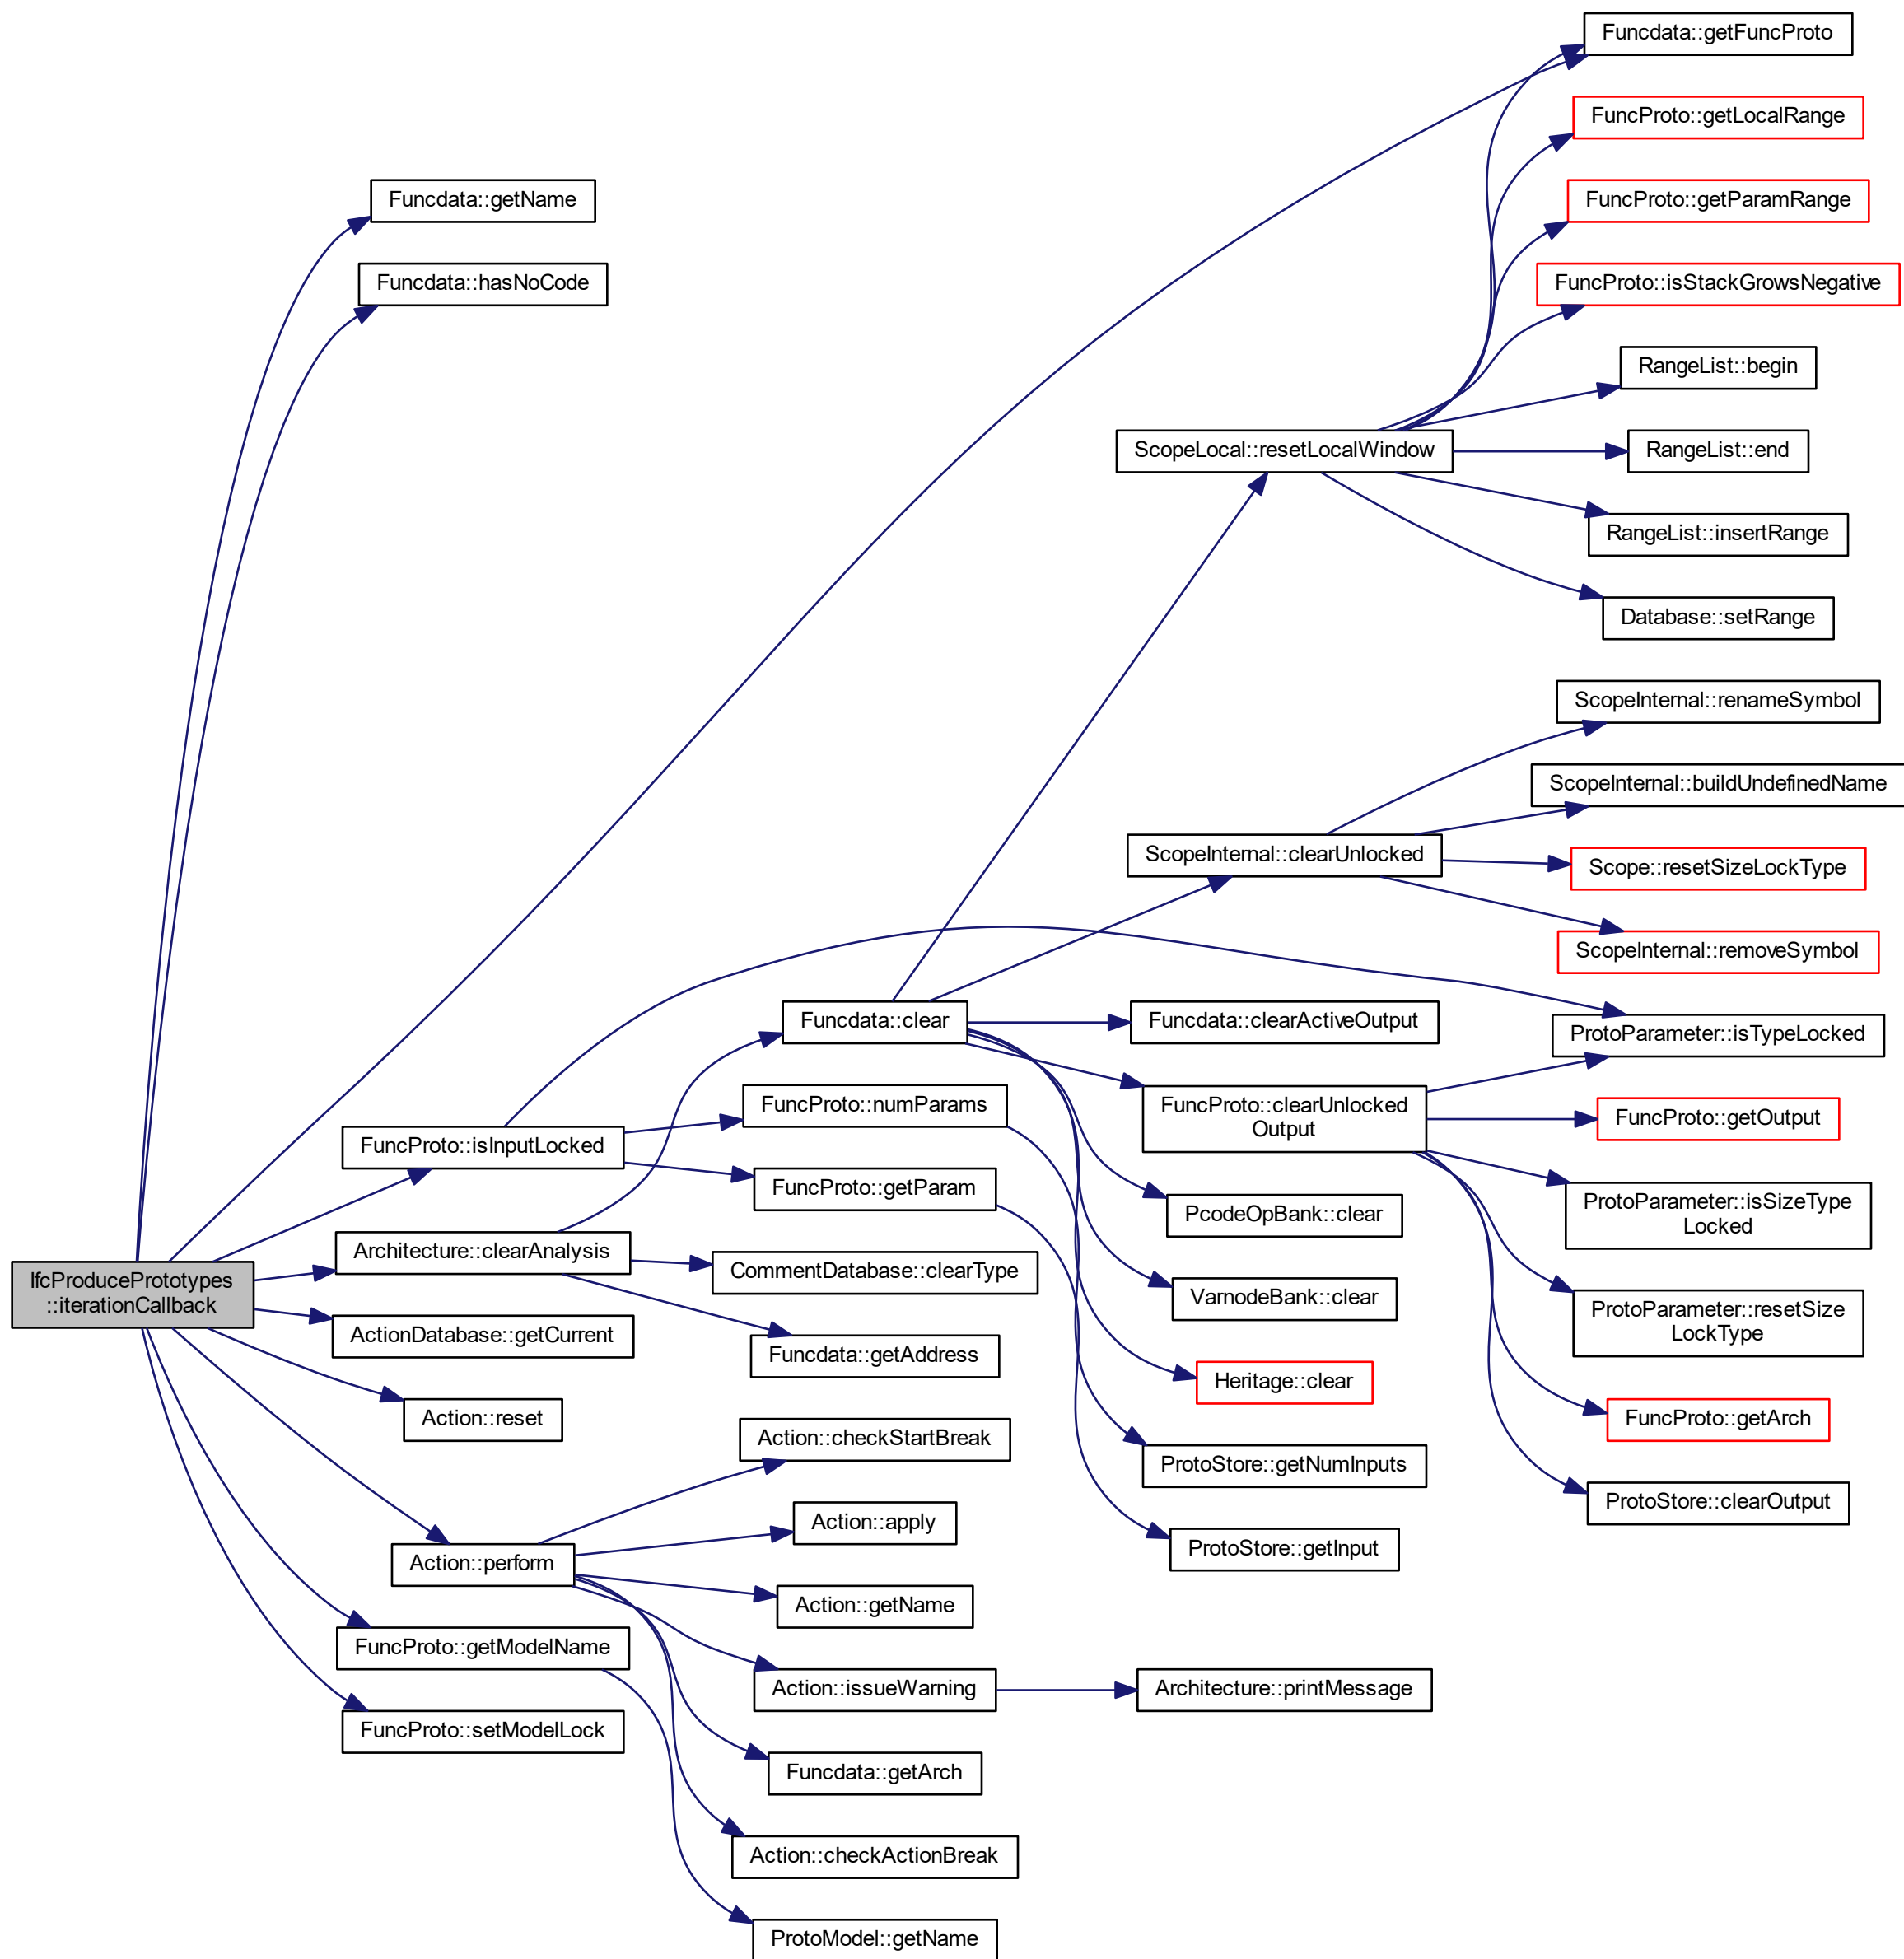 Funcdata::getFuncProto
FuncProto::getLocalRange
Funcdata::getName
FuncProto::getParamRange
Funcdata::hasNoCode
FuncProto::isStackGrowsNegative
RangeList::begin
ScopeLocal::resetLocalWindow
RangeList::end
RangeList::insertRange
Database::setRange
ScopeInternal::renameSymbol
ScopeInternal::buildUndefinedName
ScopeInternal::clearUnlocked
Scope::resetSizeLockType
ScopeInternal::removeSymbol
Funcdata::clear
Funcdata::clearActiveOutput
ProtoParameter::isTypeLocked
FuncProto::numParams
FuncProto::clearUnlocked
Output
FuncProto::getOutput
FuncProto::isInputLocked
FuncProto::getParam
PcodeOpBank::clear
ProtoParameter::isSizeType
Locked
Architecture::clearAnalysis
CommentDatabase::clearType
VarnodeBank::clear
IfcProducePrototypes
::iterationCallback
ProtoParameter::resetSize
LockType
ActionDatabase::getCurrent
Funcdata::getAddress
Heritage::clear
Action::reset
FuncProto::getArch
Action::checkStartBreak
ProtoStore::getNumInputs
ProtoStore::clearOutput
Action::apply
ProtoStore::getInput
Action::perform
Action::getName
FuncProto::getModelName
Action::issueWarning
Architecture::printMessage
FuncProto::setModelLock
Funcdata::getArch
Action::checkActionBreak
ProtoModel::getName